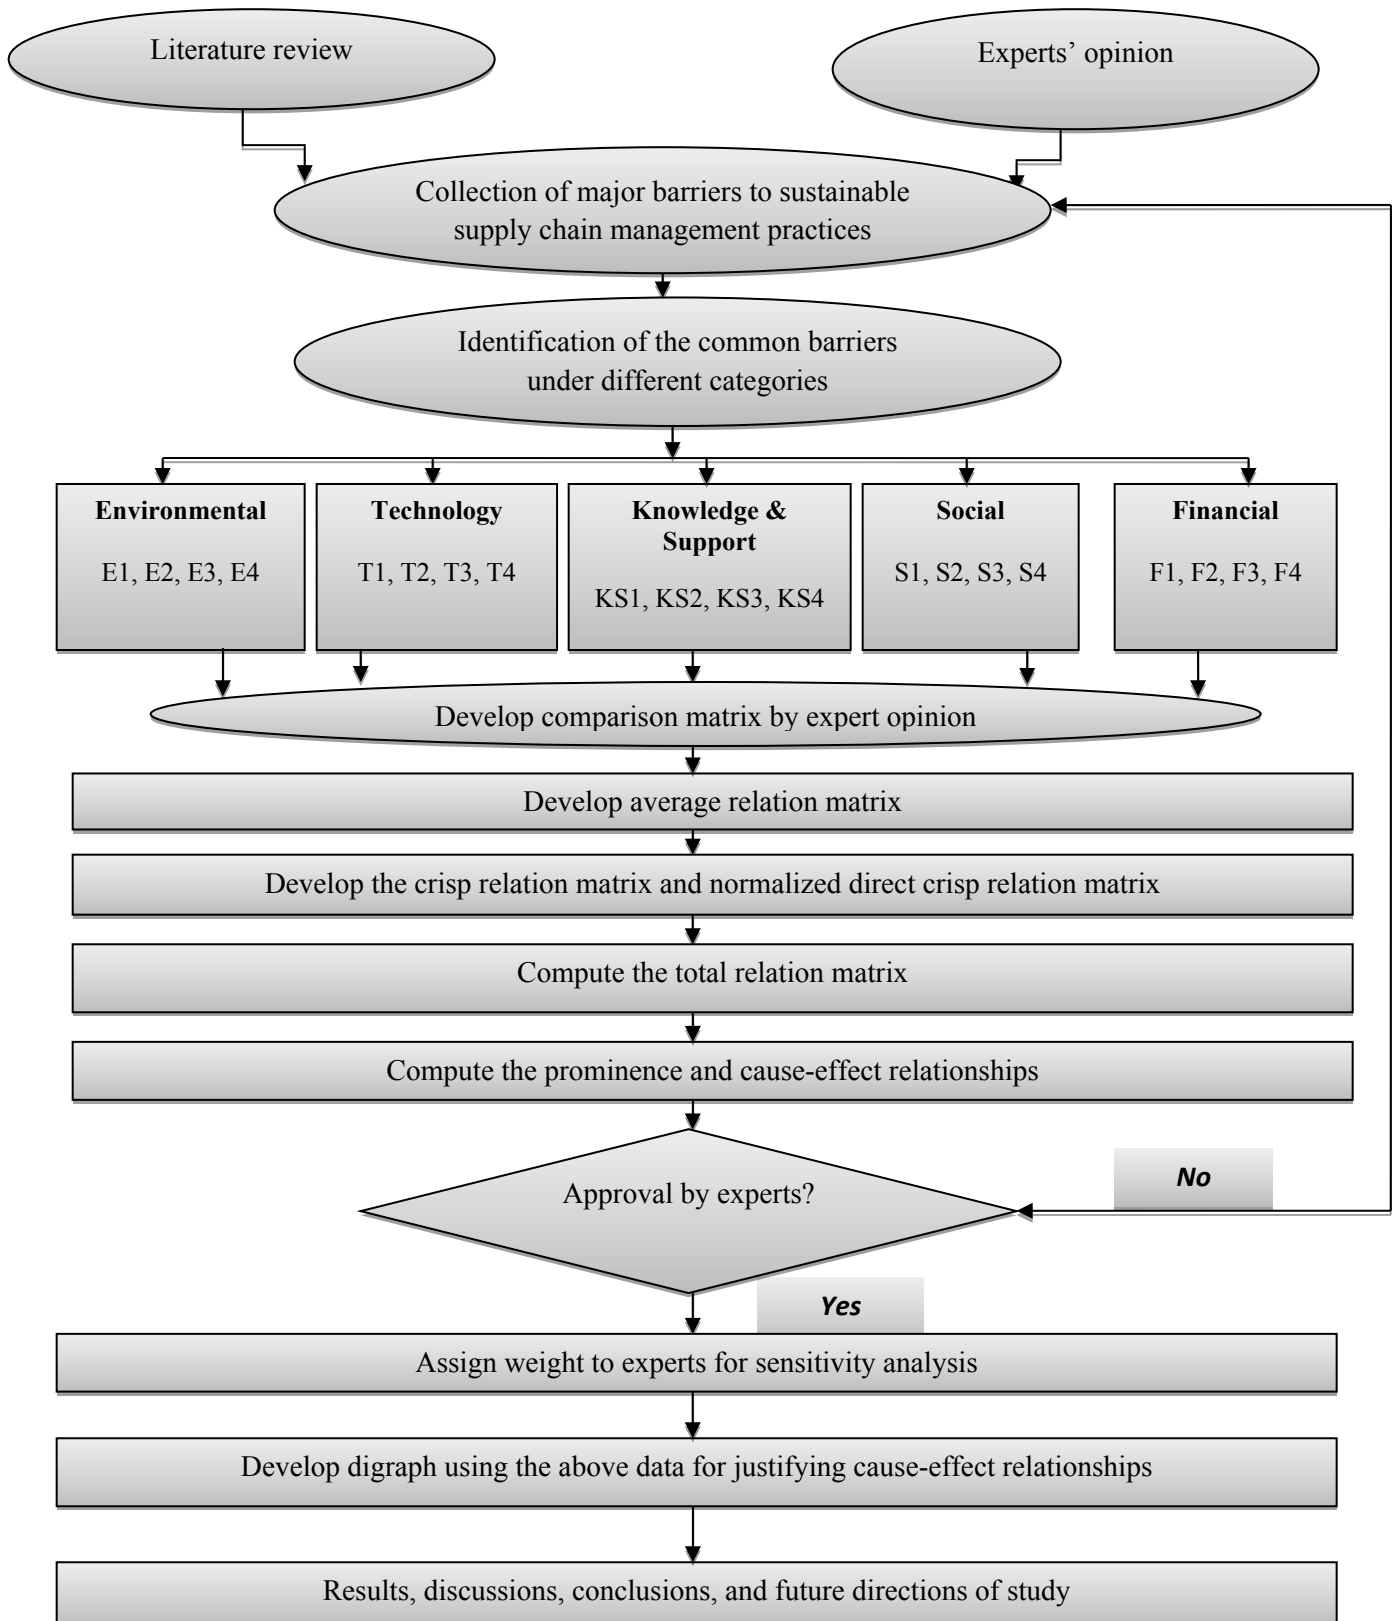 Literature review
Experts’ opinion
Collection of major barriers to sustainable
supply chain management practices
Identification of the common barriers
under different categories
Environmental
E1, E2, E3, E4
Technology
T1, T2, T3, T4
Knowledge &
Support
KS1, KS2, KS3, KS4
Social
S1, S2, S3, S4
Financial
F1, F2, F3, F4
Develop comparison matrix by expert opinion
Develop average relation matrix
Develop the crisp relation matrix and normalized direct crisp relation matrix
Compute the total relation matrix
Compute the prominence and cause-effect relationships
Approval by experts?
No
Yes
Assign weight to experts for sensitivity analysis
Develop digraph using the above data for justifying cause-effect relationships
Results, discussions, conclusions, and future directions of study